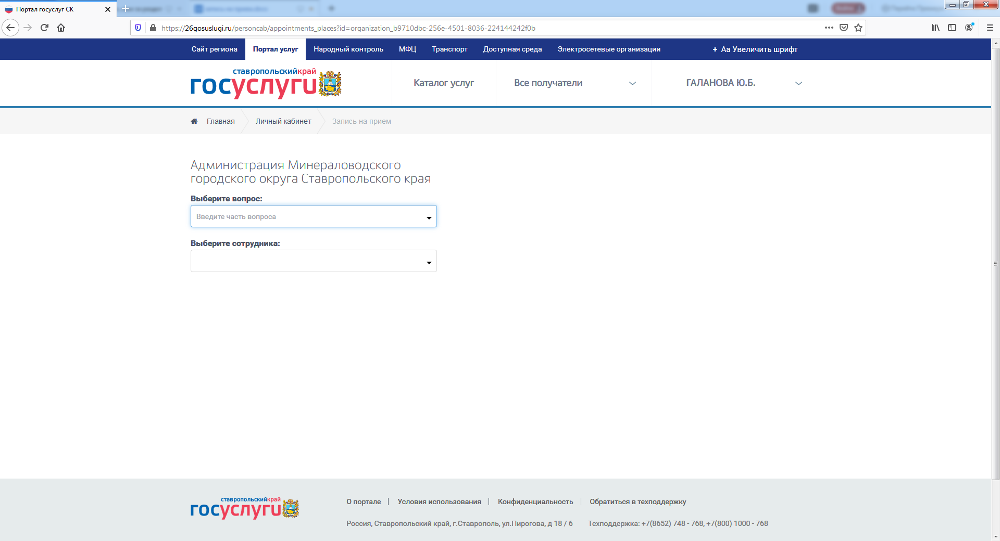 Портал госуслуг СК
https://26gosuslugi.ru/personcab/appointments_places?id=organization_b9710dbc-256e-4501-8036-224144242f0b
Сайт региона Портал услуг Народный контроль МФЦ Транспорт Доступная среда Электросетевые организации + Аа Увеличить шрифт
ставропольскийкрай
госуслуги
Каталог услуг Все получатели ГАЛАНОВА Ю.Б.
Главная Личный кабинет Запись на прием
Администрация Минераловодского
городского округа Ставропольского края
Выберите вопрос:
Введите часть вопроса
Выберите сотрудника:
ставропольскийкрай
госуслуги
О портале Условия использования Конфиденциальность Обратиться в техподдержку
Россия, Ставропольский край, г.Ставрополь, ул.Пирогова, д 18 / 6 Техподдержка: +7(8652) 748 - 768, +7(800) 1000 - 768